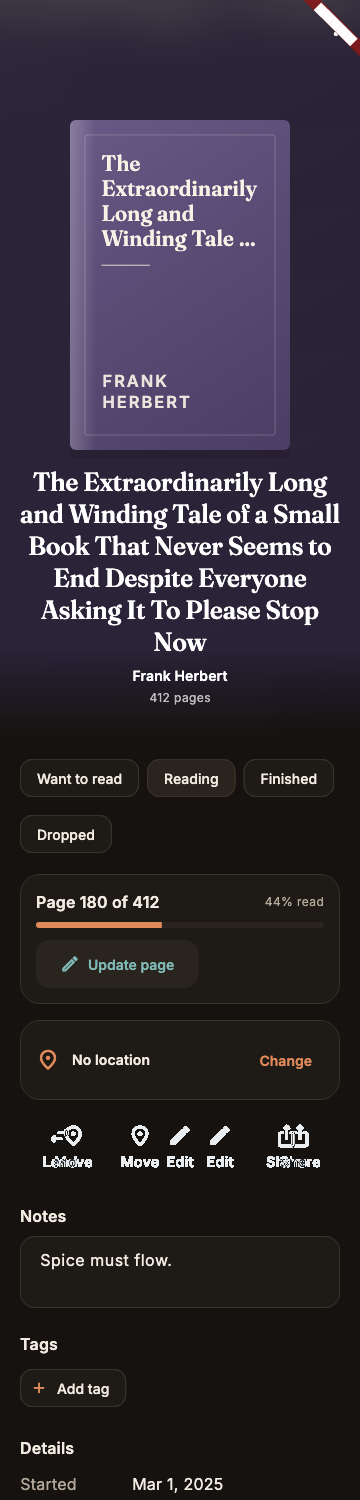 The
Extraordinarily
Long and
Winding Tale ...
FRANK
HERBERT
The Extraordinarily Long
and Winding Tale of a Small
Book That Never Seems to
End Despite Everyone
Asking It To Please Stop
Now
Frank Herbert
412 pages
Want to read Reading Finished
Dropped
Page 180 of 412 44% read
Update page
No location Change
Move Edit Edit
Notes
Spice must flow.
Tags
+ Add tag
Details
Started Mar 1, 2025